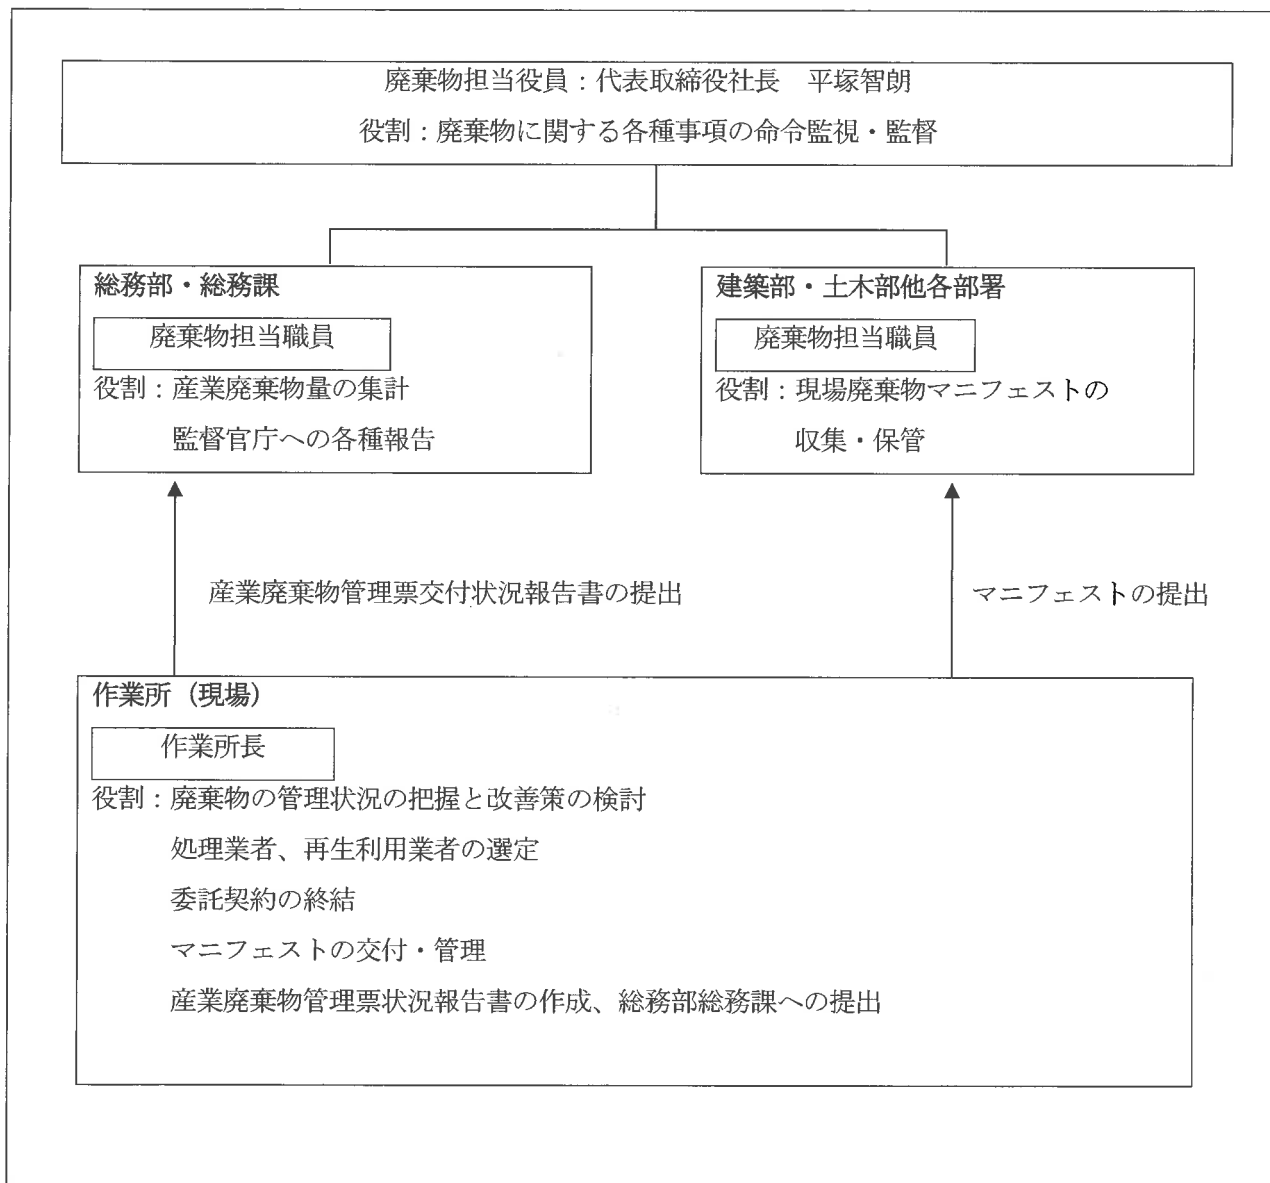 廃棄物担当役員：代表取締役社長　平塚智朗
役割：廃棄物に関する各種事項の命令監視・監督
総務部・総務課
廃棄物担当職員
役割：産業廃棄物量の集計
監督官庁への各種報告
建築部・土木部他各部署
廃棄物担当職員
役割：現場廃棄物マニフェストの
収集・保管
産業廃棄物管理票交付状況報告書の提出
マニフェストの提出
作業所（現場）
作業所長
役割：廃棄物の管理状況の把握と改善策の検討
処理業者、再生利用業者の選定
委託契約の終結
マニフェストの交付・管理
産業廃棄物管理票状況報告書の作成、総務部総務課への提出